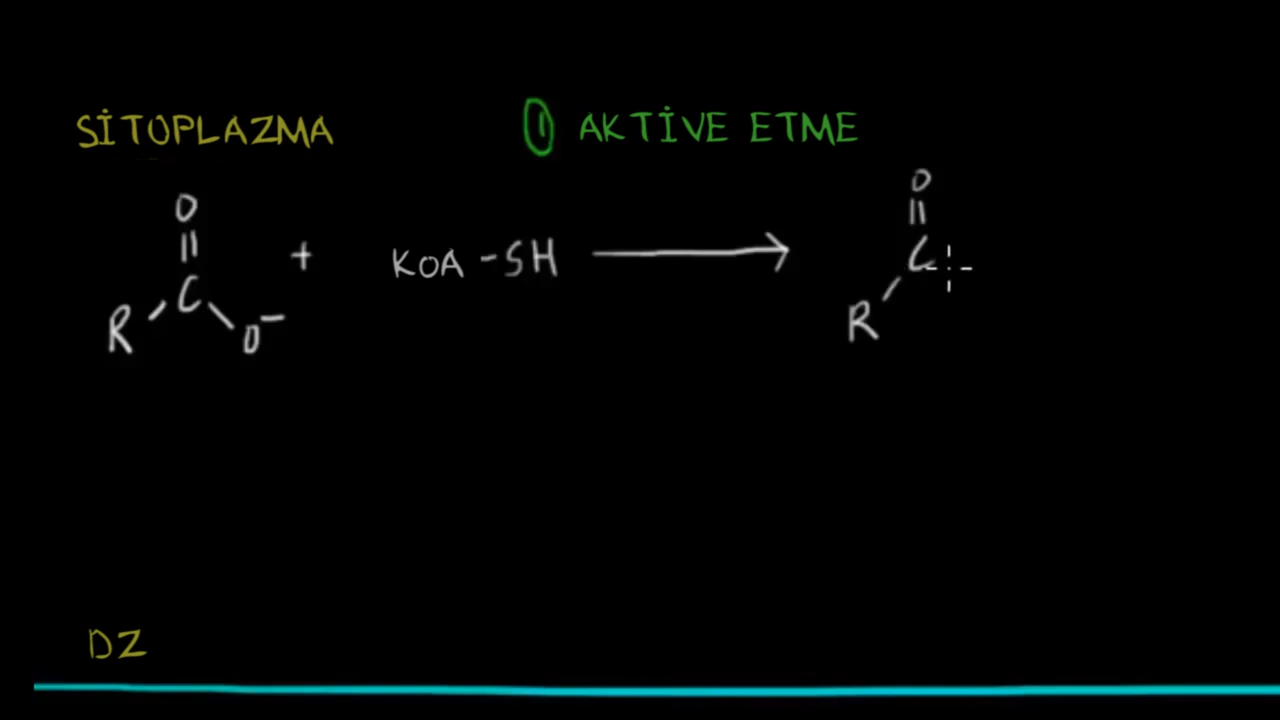 SİTOPLAZMA
1 AKTİVE ETME
O
||
R C O-
+ KOA-SH
O
||
C
R
DZ